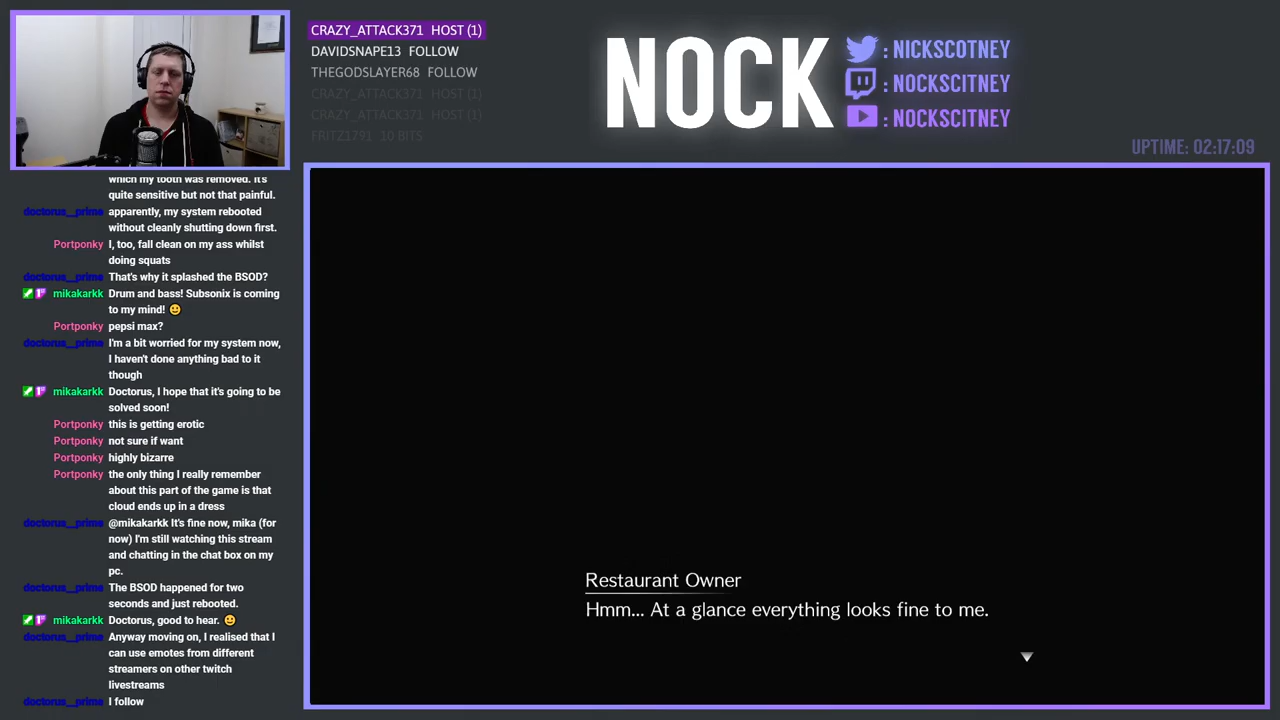 CRAZY_ATTACK371 HOST (1)
DAVIDSNAPE13 FOLLOW
THEGODSLAYER68 FOLLOW
CRAZY_ATTACK371 HOST (1)
CRAZY_ATTACK371 HOST (1)
FRITZ1791 10 BITS
NOCK
: NICKSCOTNEY
: NOCKSCITNEY
: NOCKSCITNEY
UPTIME: 02:17:09
which my tooth was removed. It's
quite sensitive but not that painful.
doctorus__prime apparently, my system rebooted
without cleanly shutting down first.
Portponky I, too, fall clean on my ass whilst
doing squats
doctorus__prime That's why it splashed the BSOD?
mikakarkk Drum and bass! Subsonix is coming
to my mind! 🙂
Portponky pepsi max?
doctorus__prime I'm a bit worried for my system now,
I haven't done anything bad to it
though
mikakarkk Doctorus, I hope that it's going to be
solved soon!
Portponky this is getting erotic
Portponky not sure if want
Portponky highly bizarre
Portponky the only thing I really remember
about this part of the game is that
cloud ends up in a dress
doctorus__prime @mikakarkk It's fine now, mika (for
now) I'm still watching this stream
and chatting in the chat box on my
pc.
doctorus__prime The BSOD happened for two
seconds and just rebooted.
mikakarkk Doctorus, good to hear. 🙂
doctorus__prime Anyway moving on, I realised that I
can use emotes from different
streamers on other twitch
livestreams
doctorus__prime I follow
Restaurant Owner
Hmm... At a glance everything looks fine to me.